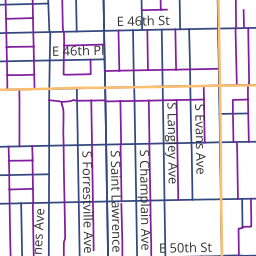 E 46th St
E 46th Pl
S Langley Ave
S Evans Ave
S Forrestville Ave
S Saint Lawrence
S Champlain Ave
nes Ave
E 50th St